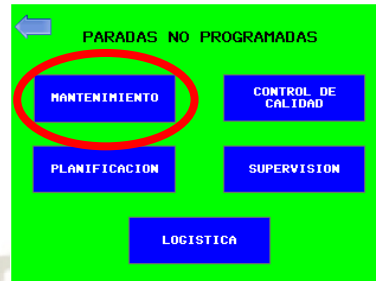 PARADAS NO PROGRAMADAS
MANTENIMIENTO
CONTROL DE
CALIDAD
PLANIFICACION
SUPERVISION
LOGISTICA